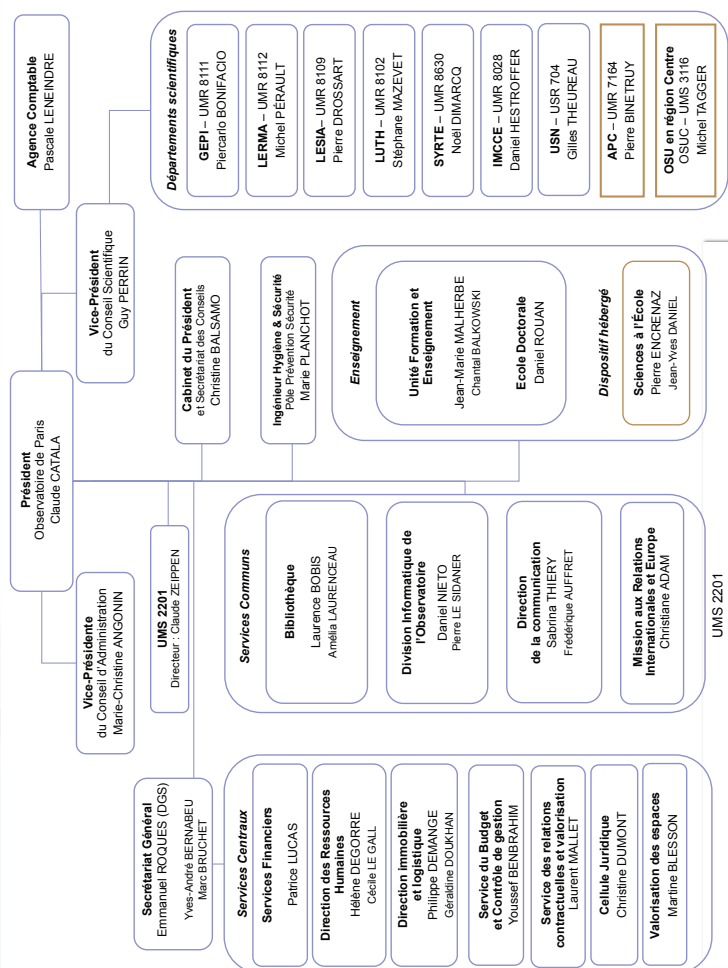 Président
Observatoire de Paris
Claude CATALA
Agence Comptable
Pascale LENEINDRE
Vice-Présidente
du Conseil d'Administration
Marie-Christine ANGONIN
Vice-Président
du Conseil Scientifique
Guy PERRIN
Secrétariat Général
Emmanuel ROQUES (DGS)
Yves-André BERNABEU
Marc BRUCHET
UMS 2201
Directeur : Claude ZEIPPEN
Cabinet du Président
et Secrétariat des Conseils
Christine BALSAMO
Ingénieur Hygiène & Sécurité
Pôle Prévention Sécurité
Marie PLANCHOT
Services Centraux
Services Financiers
Patrice LUCAS
Direction des Ressources
Humaines
Hélène DEGORRE
Cécile LE GALL
Direction immobilière
et logistique
Philippe DEMANGE
Géraldine DOUKHAN
Service du Budget
et Contrôle de gestion
Youssef BENBRAHIM
Service des relations
contractuelles et valorisation
Laurent MALLET
Cellule Juridique
Christine DUMONT
Valorisation des espaces
Martine BLESSON
Services Communs
Bibliothèque
Laurence BOBIS
Amélia LAURENCEAU
Division Informatique de
l'Observatoire
Daniel NIETO
Pierre LE SIDANER
Direction
de la communication
Sabrina THIERY
Frédérique AUFFRET
Mission aux Relations
Internationales et Europe
Christiane ADAM
UMS 2201
Enseignement
Unité Formation et
Enseignement
Jean-Marie MALHERBE
Chantal BALKOWSKI
Ecole Doctorale
Daniel ROUAN
Dispositif hébergé
Sciences à l'École
Pierre ENCRENAZ
Jean-Yves DANIEL
Départements scientifiques
GEPI – UMR 8111
Piercarlo BONIFACIO
LERMA – UMR 8112
Michel PÉRAULT
LESIA– UMR 8109
Pierre DROSSART
LUTH – UMR 8102
Stéphane MAZEVET
SYRTE – UMR 8630
Noël DIMARCQ
IMCCE – UMR 8028
Daniel HESTROFFER
USN – USR 704
Gilles THEUREAU
APC – UMR 7164
Pierre BINETRUY
OSU en région Centre
OSUC – UMS 3116
Michel TAGGER